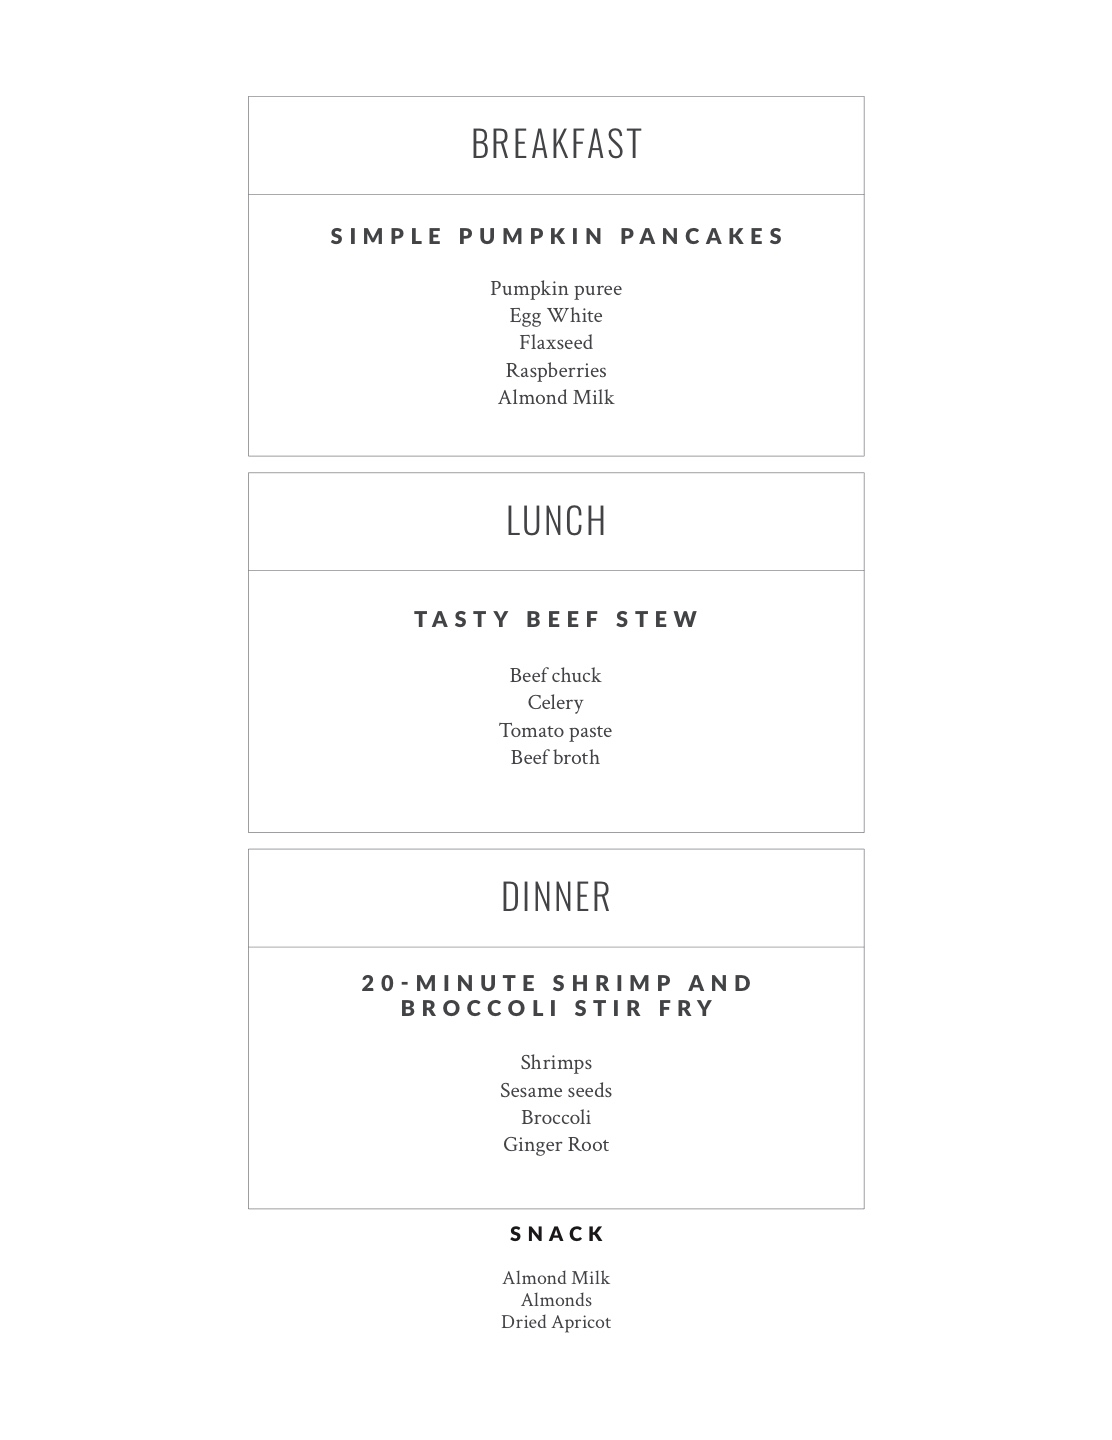 BREAKFAST
SIMPLE PUMPKIN PANCAKES
Pumpkin puree
Egg White
Flaxseed
Raspberries
Almond Milk
LUNCH
TASTY BEEF STEW
Beef chuck
Celery
Tomato paste
Beef broth
DINNER
20-MINUTE SHRIMP AND
BROCCOLI STIR FRY
Shrimps
Sesame seeds
Broccoli
Ginger Root
SNACK
Almond Milk
Almonds
Dried Apricot